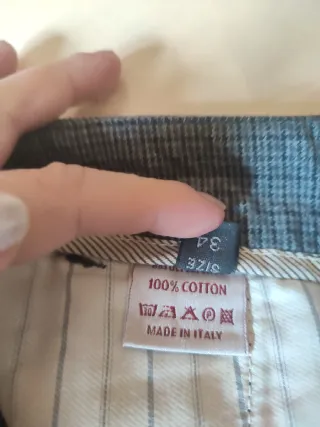 SIZE
34
100% COTTON
MADE IN ITALY